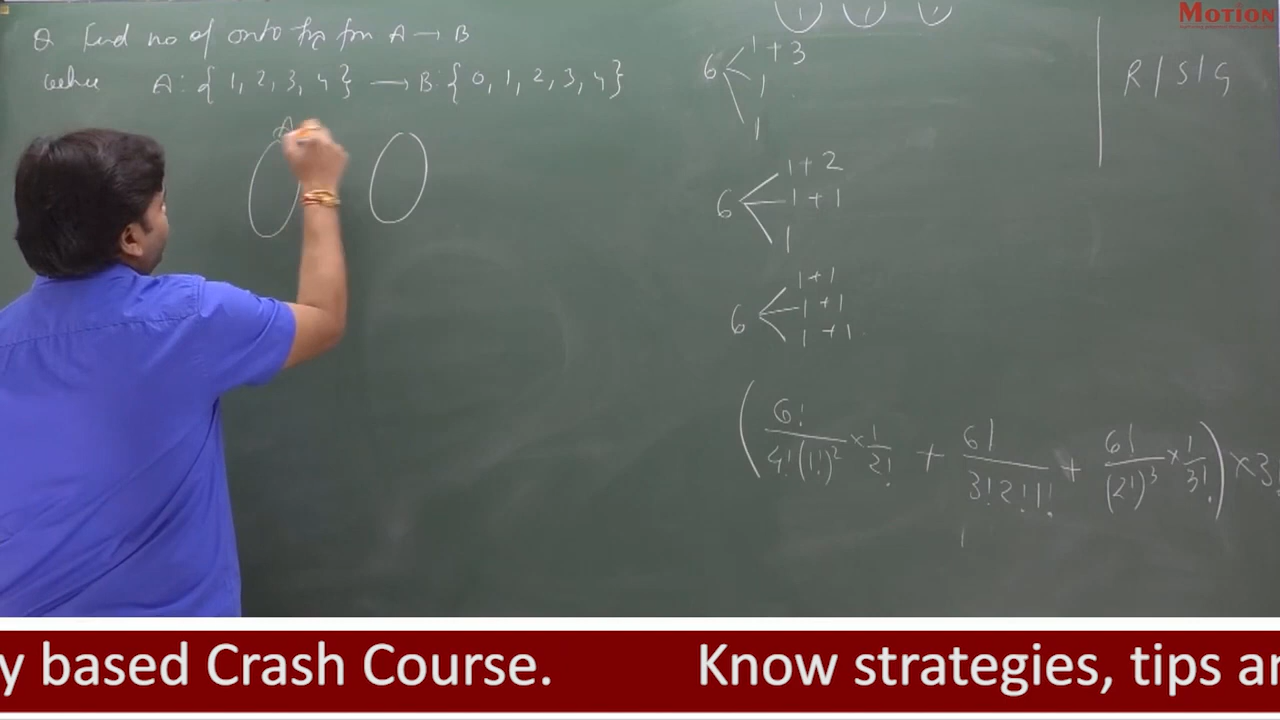 Q Find no of onto fxn from A → B
where A: { 1, 2, 3, 4 } → B: { 0, 1, 2, 3, 4 }
A
6 < 1 + 3
1
1
6 < 1 + 2
1 + 1
1
6 < 1 + 1
1 + 1
1 + 1
( 6! / 4! (1!)² × 1/2! + 6! / 3! 2! 1! + 6! / (2!)³ × 1/3! ) × 3!
R / S / G
MOTION
y based Crash Course. Know strategies, tips an